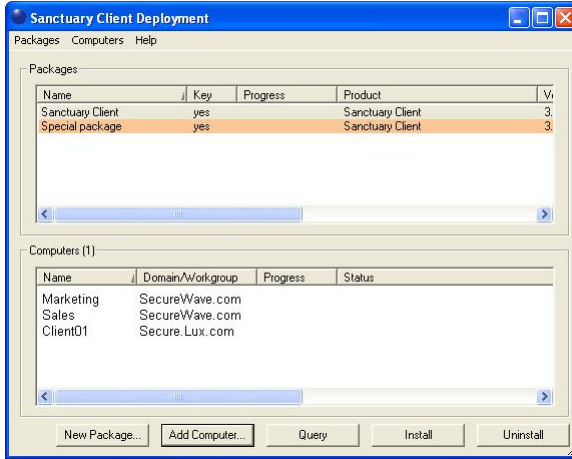 Sanctuary Client Deployment
Packages Computers Help
Packages
Name Key Progress Product
Sanctuary Client yes Sanctuary Client 3.
Special package yes Sanctuary Client 3.
Computers (1)
Name Domain/Workgroup Progress Status
Marketing SecureWave.com
Sales SecureWave.com
Client01 Secure.Lux.com
New Package... Add Computer... Query Install Uninstall